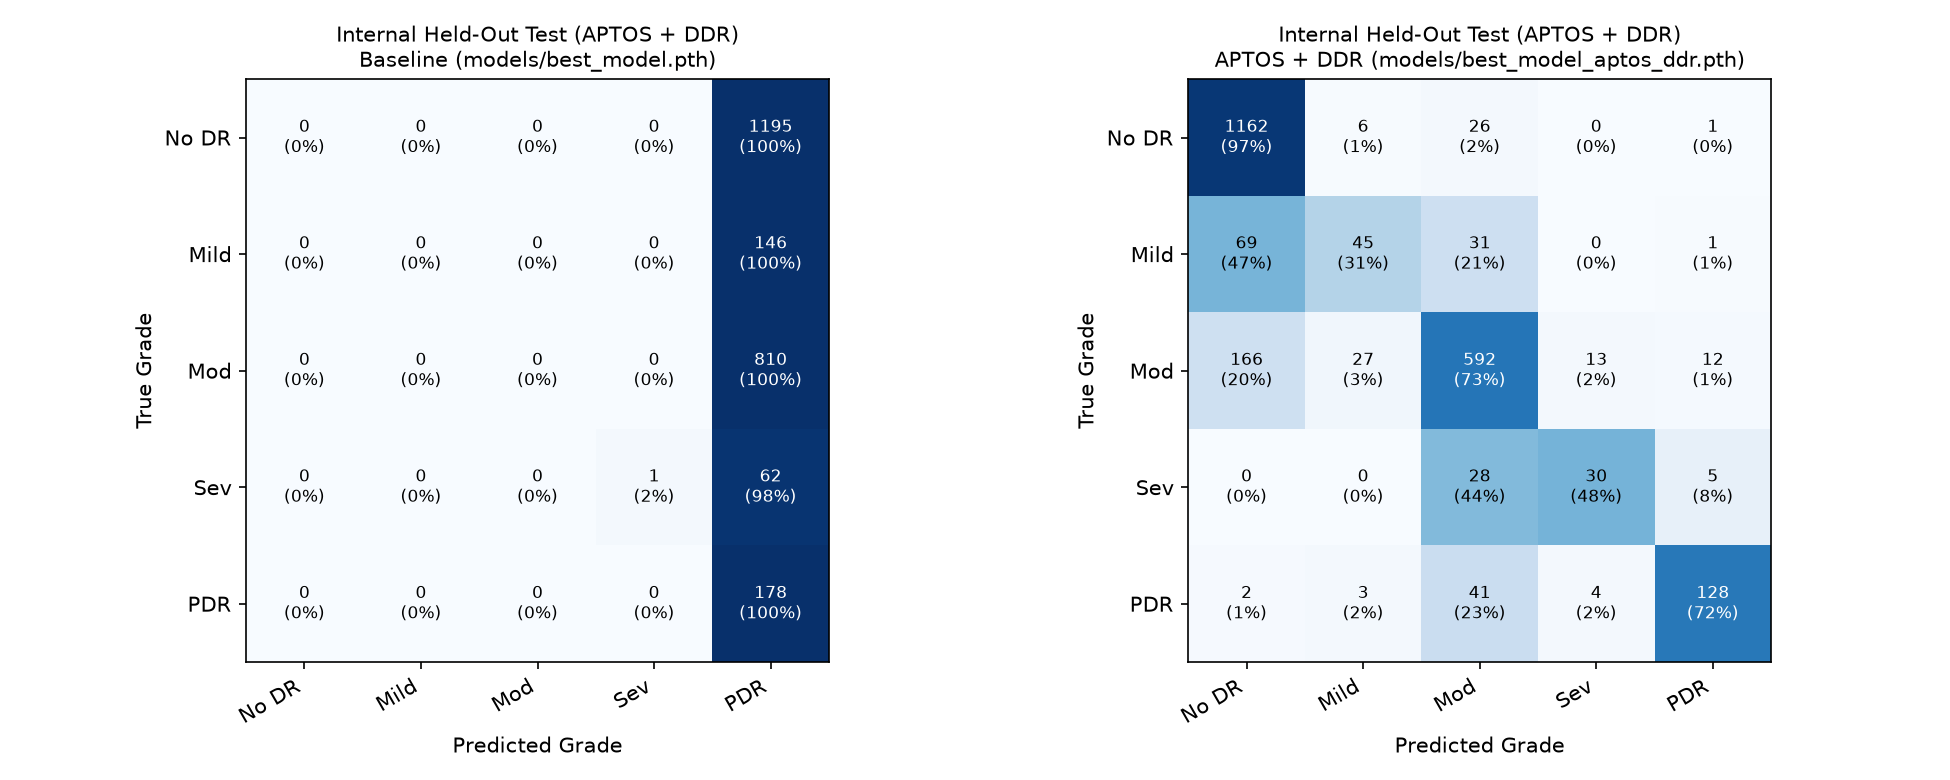 Internal Held-Out Test (APTOS + DDR)
Baseline (models/best_model.pth)
True Grade
No DR
0 0 0 0 1195
(0%) (0%) (0%) (0%) (100%)
Mild
0 0 0 0 146
(0%) (0%) (0%) (0%) (100%)
Mod
0 0 0 0 810
(0%) (0%) (0%) (0%) (100%)
Sev
0 0 0 1 62
(0%) (0%) (0%) (2%) (98%)
PDR
0 0 0 0 178
(0%) (0%) (0%) (0%) (100%)
No DR Mild Mod Sev PDR
Predicted Grade
Internal Held-Out Test (APTOS + DDR)
APTOS + DDR (models/best_model_aptos_ddr.pth)
True Grade
No DR
1162 6 26 0 1
(97%) (1%) (2%) (0%) (0%)
Mild
69 45 31 0 1
(47%) (31%) (21%) (0%) (1%)
Mod
166 27 592 13 12
(20%) (3%) (73%) (2%) (1%)
Sev
0 0 28 30 5
(0%) (0%) (44%) (48%) (8%)
PDR
2 3 41 4 128
(1%) (2%) (23%) (2%) (72%)
No DR Mild Mod Sev PDR
Predicted Grade